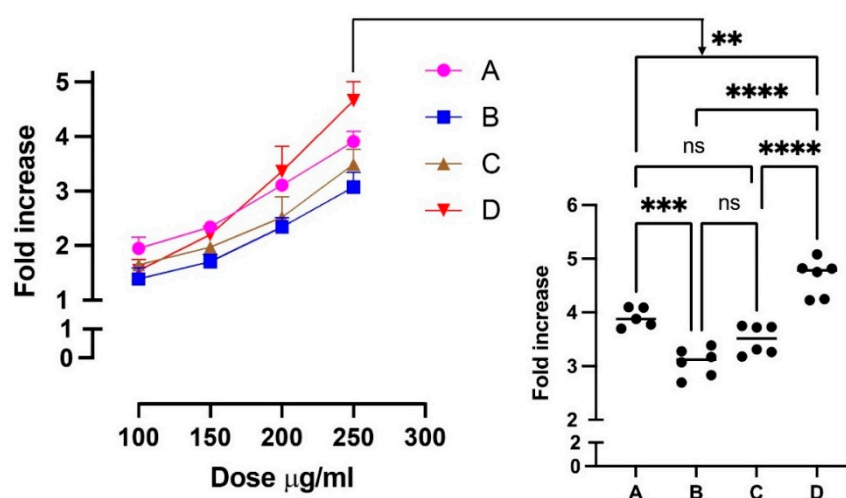 5
4
3
2
1
1
0
Fold increase
100 150 200 250 300
Dose μg/ml
A
B
C
D
**
****
ns
****
***
ns
6
5
4
3
2
2
0
Fold increase
A B C D